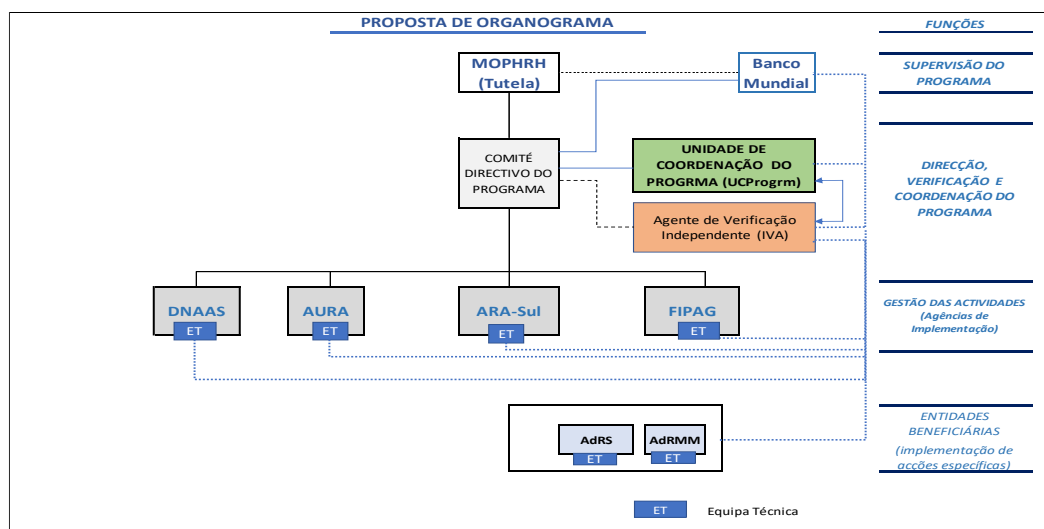 PROPOSTA DE ORGANOGRAMA
FUNÇÕES
MOPHRH
(Tutela)
Banco
Mundial
SUPERVISÃO DO
PROGRAMA
COMITÉ
DIRECTIVO DO
PROGRAMA
UNIDADE DE
COORDENAÇÃO DO
PROGRMA (UCProgrm)
Agente de Verificação
Independente (IVA)
DIRECÇÃO,
VERIFICAÇÃO E
COORDENAÇÃO DO
PROGRAMA
DNAAS
ET
AURA
ET
ARA-Sul
ET
FIPAG
ET
GESTÃO DAS ACTIVIDADES
(Agências de
Implementação)
AdRS
ET
AdRMM
ET
ENTIDADES
BENEFICIÁRIAS
(implementação de
acções específicas)
ET
Equipa Técnica